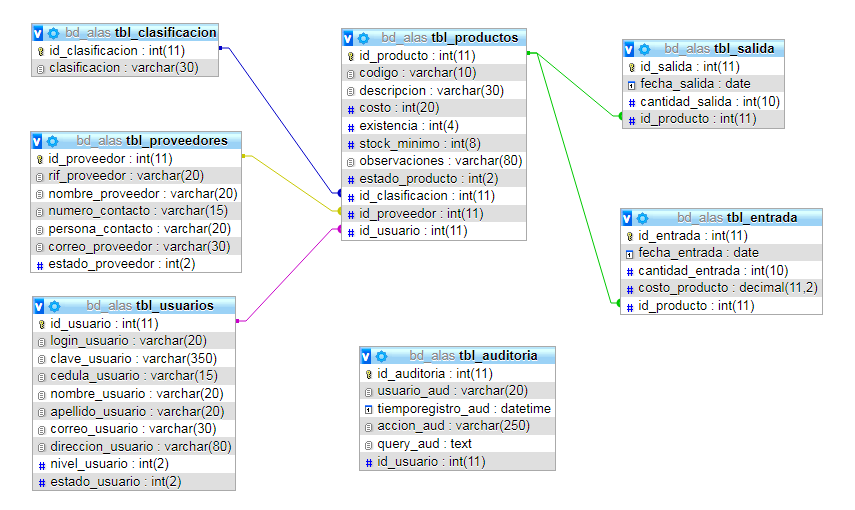 bd_alas tbl_clasificacion
id_clasificacion : int(11)
clasificacion : varchar(30)
bd_alas tbl_proveedores
id_proveedor : int(11)
rif_proveedor : varchar(20)
nombre_proveedor : varchar(20)
numero_contacto : varchar(15)
persona_contacto : varchar(20)
correo_proveedor : varchar(30)
estado_proveedor : int(2)
bd_alas tbl_usuarios
id_usuario : int(11)
login_usuario : varchar(20)
clave_usuario : varchar(350)
cedula_usuario : varchar(15)
nombre_usuario : varchar(20)
apellido_usuario : varchar(20)
correo_usuario : varchar(30)
direccion_usuario : varchar(80)
nivel_usuario : int(2)
estado_usuario : int(2)
bd_alas tbl_productos
id_producto : int(11)
codigo : varchar(10)
descripcion : varchar(30)
costo : int(20)
existencia : int(4)
stock_minimo : int(8)
observaciones : varchar(80)
estado_producto : int(2)
id_clasificacion : int(11)
id_proveedor : int(11)
id_usuario : int(11)
bd_alas tbl_auditoria
id_auditoria : int(11)
usuario_aud : varchar(20)
tiemporegistro_aud : datetime
accion_aud : varchar(250)
query_aud : text
id_usuario : int(11)
bd_alas tbl_salida
id_salida : int(11)
fecha_salida : date
cantidad_salida : int(10)
id_producto : int(11)
bd_alas tbl_entrada
id_entrada : int(11)
fecha_entrada : date
cantidad_entrada : int(10)
costo_producto : decimal(11,2)
id_producto : int(11)